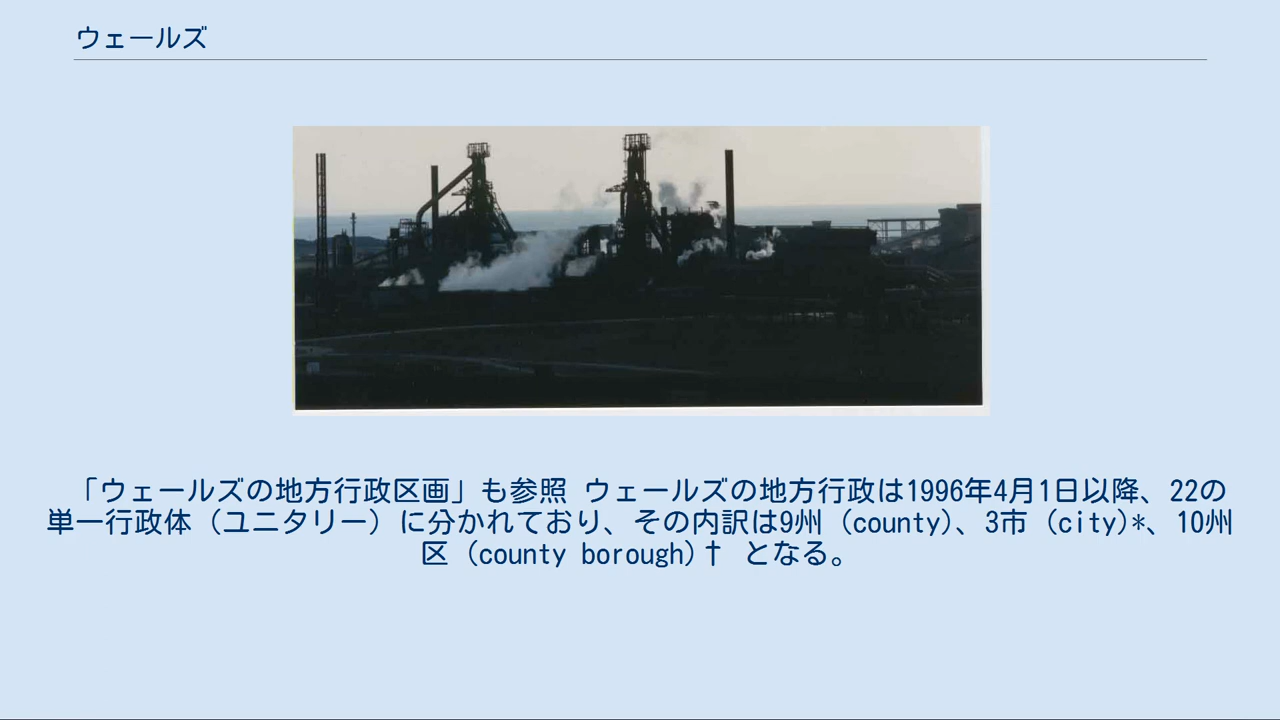 ウェールズ
「ウェールズの地方行政区画」も参照 ウェールズの地方行政は1996年4月1日以降、22の
単一行政体（ユニタリー）に分かれており、その内訳は9州（county)、3市（city)*、10州
区（county borough)† となる。